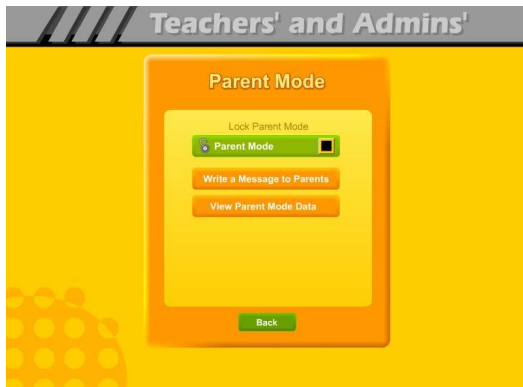 Teachers' and Admins'
Parent Mode
Lock Parent Mode
Parent Mode
Write a Message to Parents
View Parent Mode Data
Back